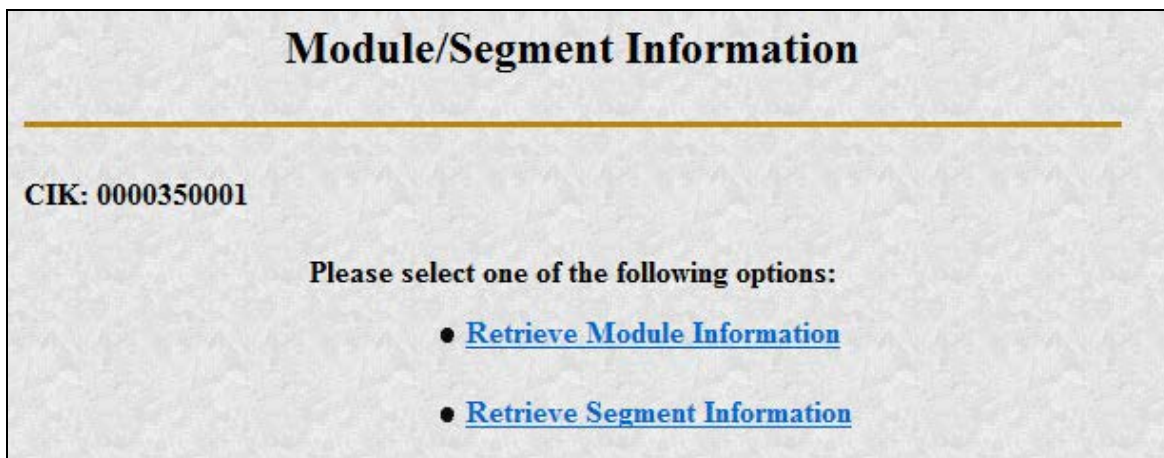 Module/Segment Information
CIK: 0000350001
Please select one of the following options:
● Retrieve Module Information
● Retrieve Segment Information